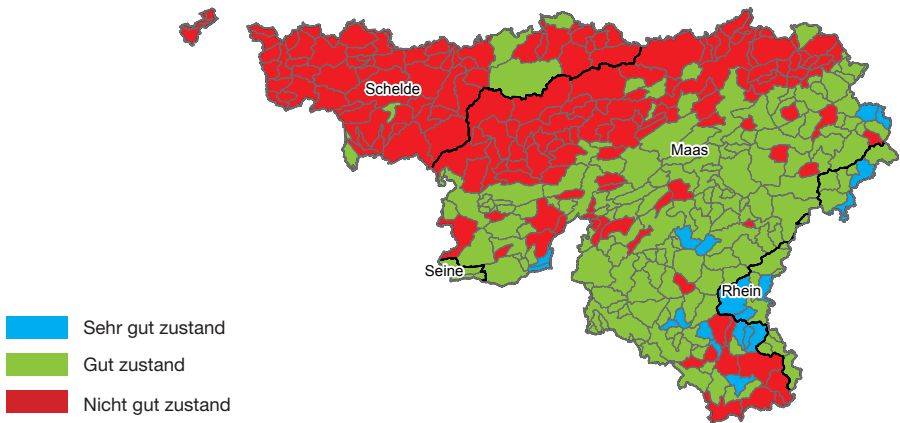 Schelde
Maas
Seine
Rhein
Sehr gut zustand
Gut zustand
Nicht gut zustand